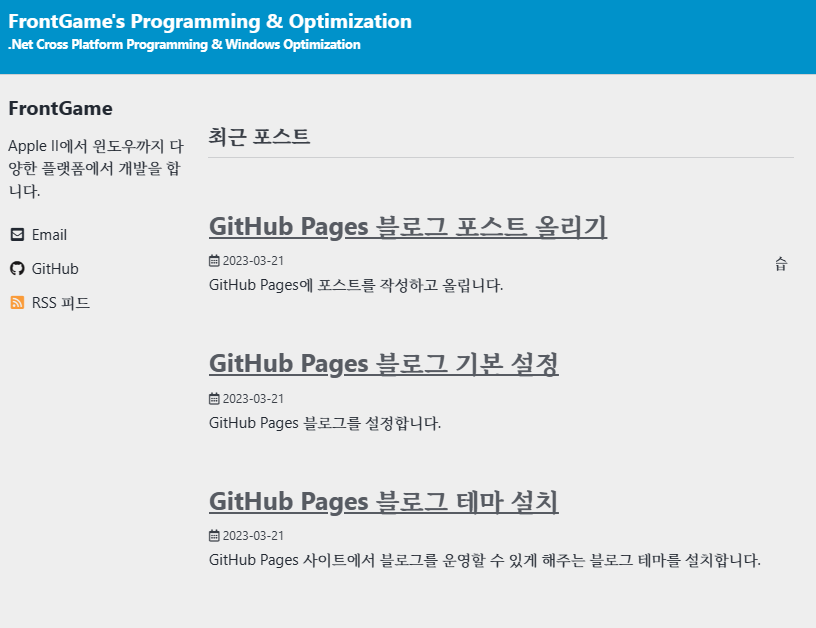 FrontGame's Programming & Optimization
.Net Cross Platform Programming & Windows Optimization
FrontGame
Apple II에서 윈도우까지 다
양한 플랫폼에서 개발을 합
니다.
Email
GitHub
RSS 피드
최근 포스트
GitHub Pages 블로그 포스트 올리기
2023-03-21
습
GitHub Pages에 포스트를 작성하고 올립니다.
GitHub Pages 블로그 기본 설정
2023-03-21
GitHub Pages 블로그를 설정합니다.
GitHub Pages 블로그 테마 설치
2023-03-21
GitHub Pages 사이트에서 블로그를 운영할 수 있게 해주는 블로그 테마를 설치합니다.